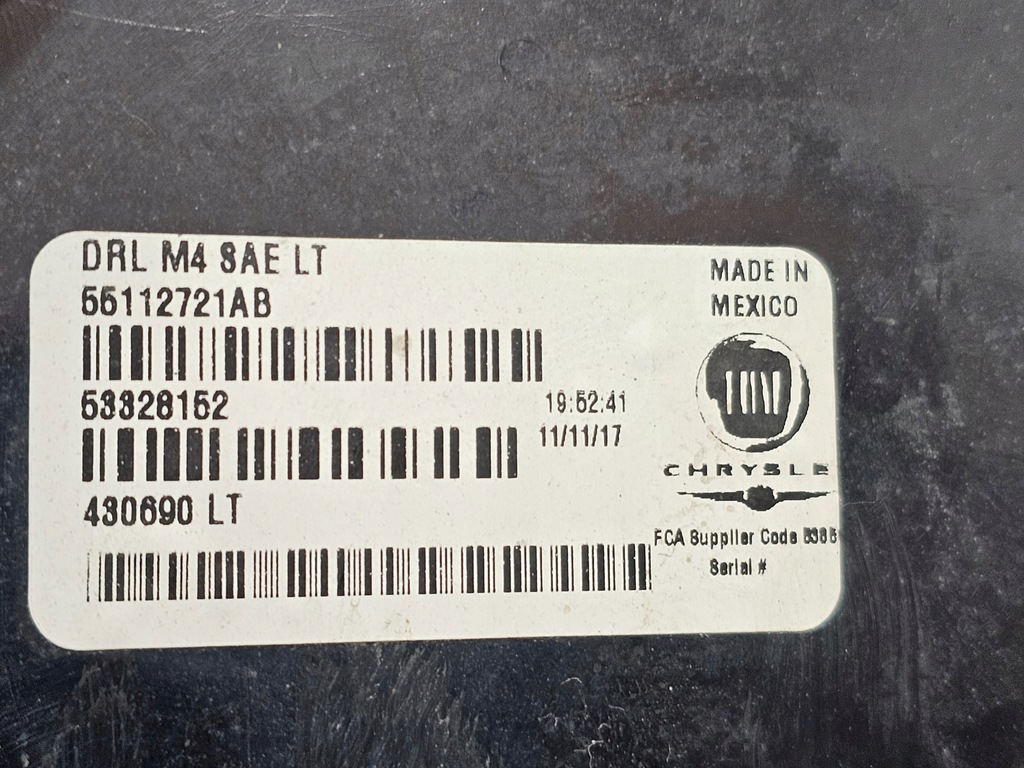 DRL M4 SAE LT
55112721AB
53328152
19:52:41
11/11/17
430690 LT
MADE IN
MEXICO
FIAT
CHRYSLE
FCA Supplier Code
Serial #